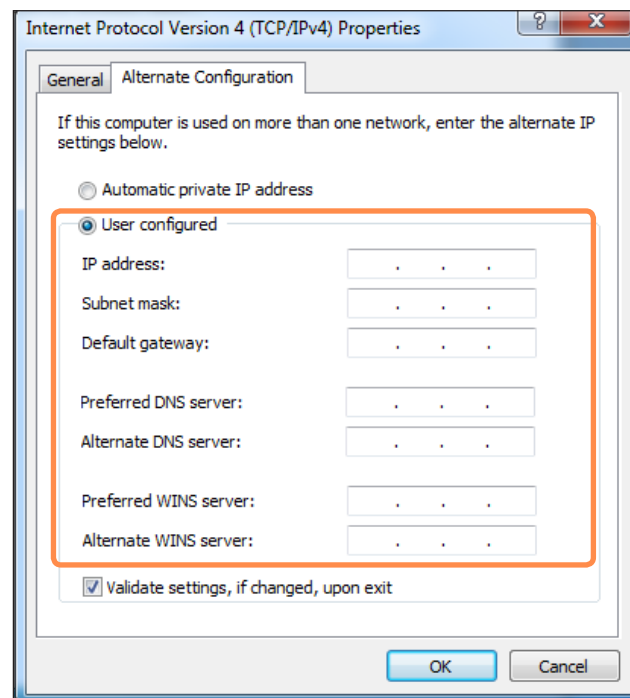 Internet Protocol Version 4 (TCP/IPv4) Properties
General Alternate Configuration
If this computer is used on more than one network, enter the alternate IP
settings below.
Automatic private IP address
User configured
IP address: . . .
Subnet mask: . . .
Default gateway: . . .
Preferred DNS server: . . .
Alternate DNS server: . . .
Preferred WINS server: . . .
Alternate WINS server: . . .
Validate settings, if changed, upon exit
OK Cancel